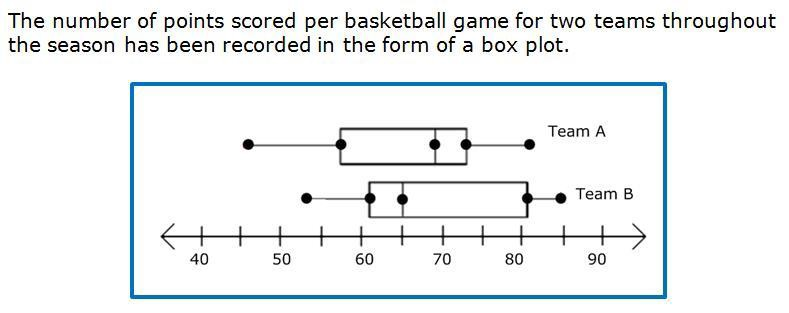 The number of points scored per basketball game for two teams throughout
the season has been recorded in the form of a box plot.
Team A
Team B
40 50 60 70 80 90